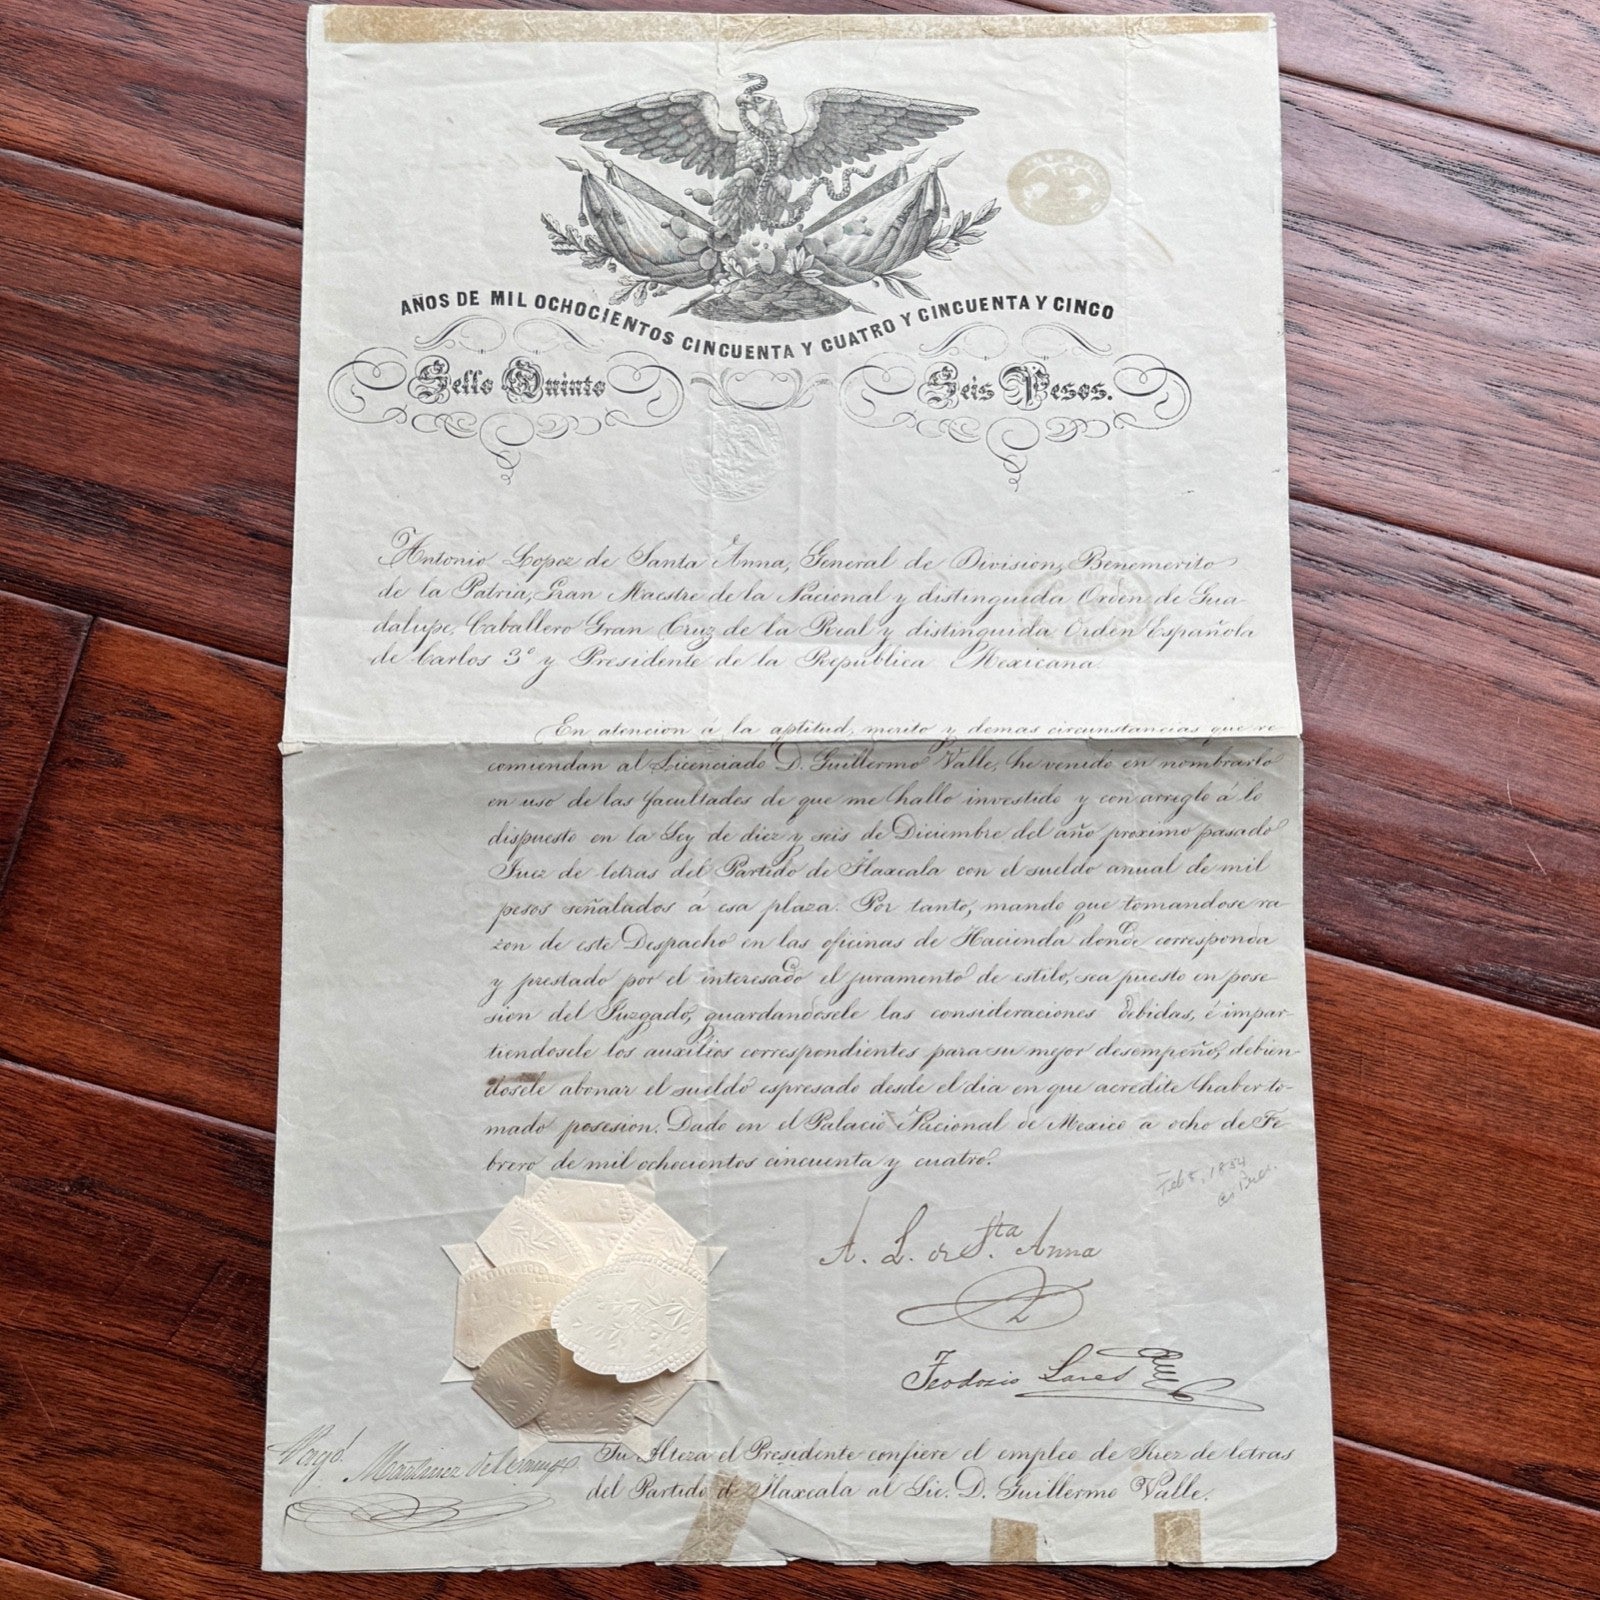 AÑOS DE MIL OCHOCIENTOS CINCUENTA Y CUATRO Y CINCUENTA Y CINCO
Sello Quinto Seis Pesos.
Antonio Lopez de Santa Anna, General de Division, Benemerito
de la Patria, Gran Maestre de la Nacional y distinguida Orden de Gua-
dalupe, Caballero Gran Cruz de la Real y distinguida Orden Española
de Carlos 3º y Presidente de la Republica Mexicana.
En atencion á la aptitud, merito y demas circunstancias que re
comiendan al Licenciado D. Guillermo Valle, he venido en nombrarlo
en uso de las facultades de que me hallo investido y con arreglo á lo
dispuesto en la Ley de diez y seis de Diciembre del año proximo pasado
Juez de letras del Partido de Tlaxcala con el sueldo anual de mil
pesos señalados á esa plaza. Por tanto, mando que tomandose ra-
zon de este Despacho en las oficinas de Hacienda donde corresponda
y prestado por el interesado el juramento de estilo, sea puesto en pose-
sion del Juzgado, guardandosele las consideraciones debidas, é impar-
tiendosele los auxilios correspondientes para su mejor desempeño, debien-
dosele abonar el sueldo espresado desde el dia en que acredite haber to-
mado posesion. Dado en el Palacio Nacional de Mexico a ocho de Fe-
brero de mil ochocientos cincuenta y cuatro.
Feb 8, 1854
as Pres.
A. L. de Sta. Anna
Teodosio Lares
Su Alteza el Presidente confiere el empleo de Juez de letras
del Partido de Tlaxcala al Lic. D. Guillermo Valle.
Martinez del Campo